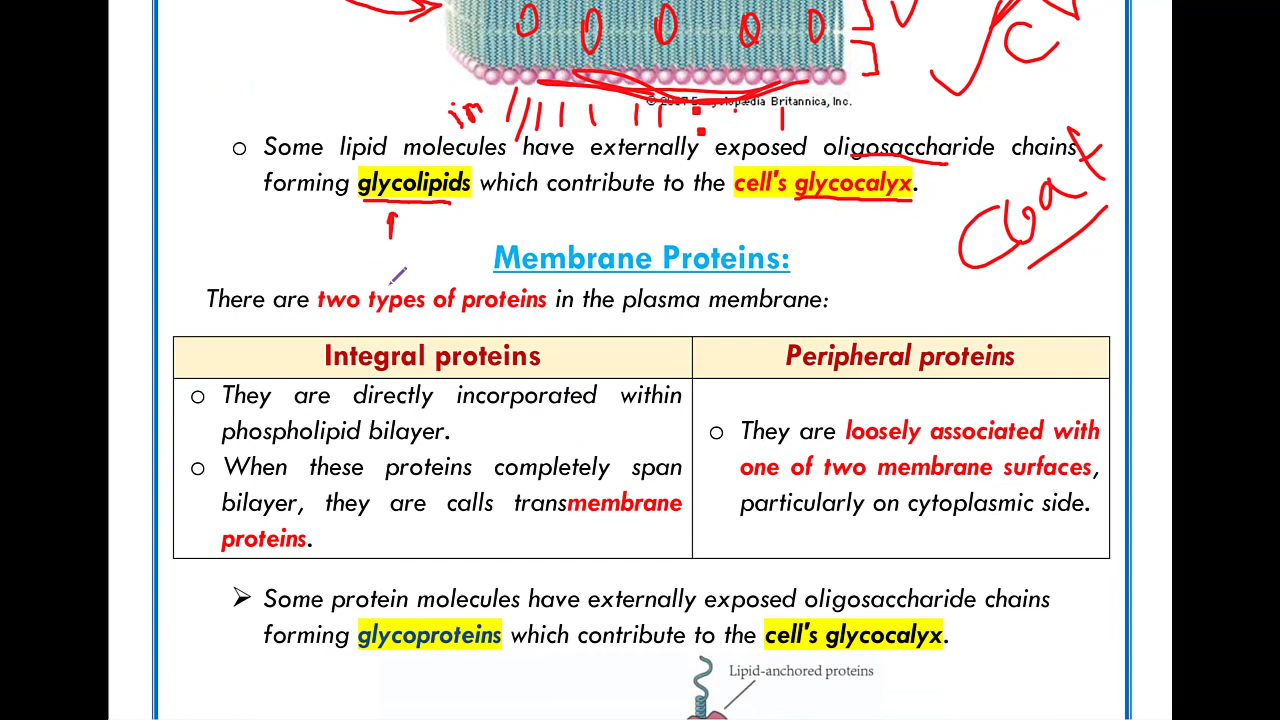 in
© 2007 Encyclopædia Britannica, Inc.
○ Some lipid molecules have externally exposed oligosaccharide chains
forming glycolipids which contribute to the cell's glycocalyx.
Coat
Membrane Proteins:
There are two types of proteins in the plasma membrane:
Integral proteins
○ They are directly incorporated within
phospholipid bilayer.
○ When these proteins completely span
bilayer, they are calls transmembrane
proteins.
Peripheral proteins
○ They are loosely associated with
one of two membrane surfaces,
particularly on cytoplasmic side.
➢ Some protein molecules have externally exposed oligosaccharide chains
forming glycoproteins which contribute to the cell's glycocalyx.
Lipid-anchored proteins